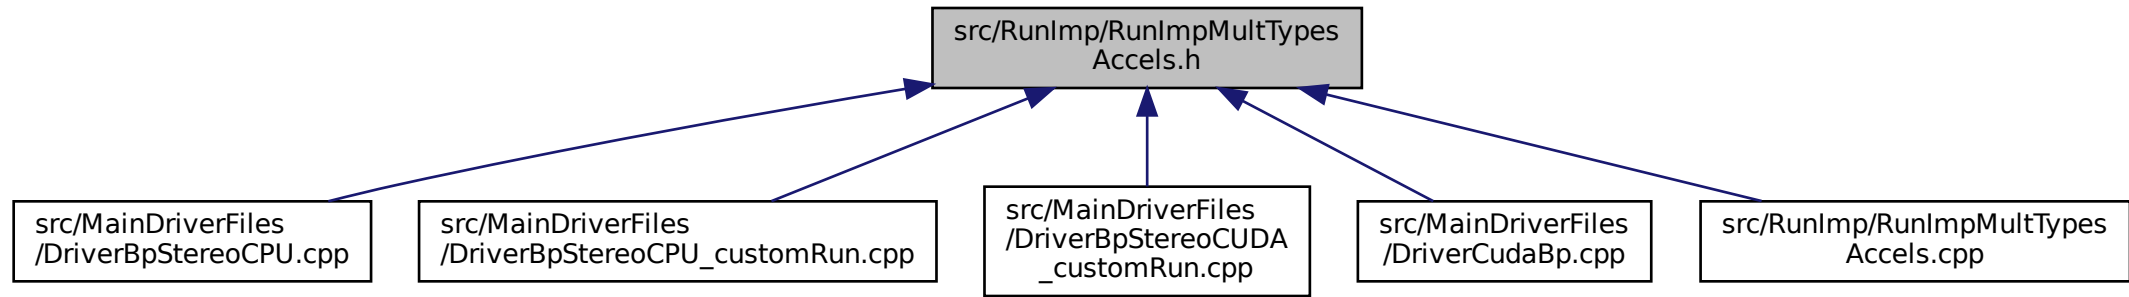 src/RunImp/RunImpMultTypes
Accels.h
src/MainDriverFiles
/DriverBpStereoCPU.cpp
src/MainDriverFiles
/DriverBpStereoCPU_customRun.cpp
src/MainDriverFiles
/DriverBpStereoCUDA
_customRun.cpp
src/MainDriverFiles
/DriverCudaBp.cpp
src/RunImp/RunImpMultTypes
Accels.cpp